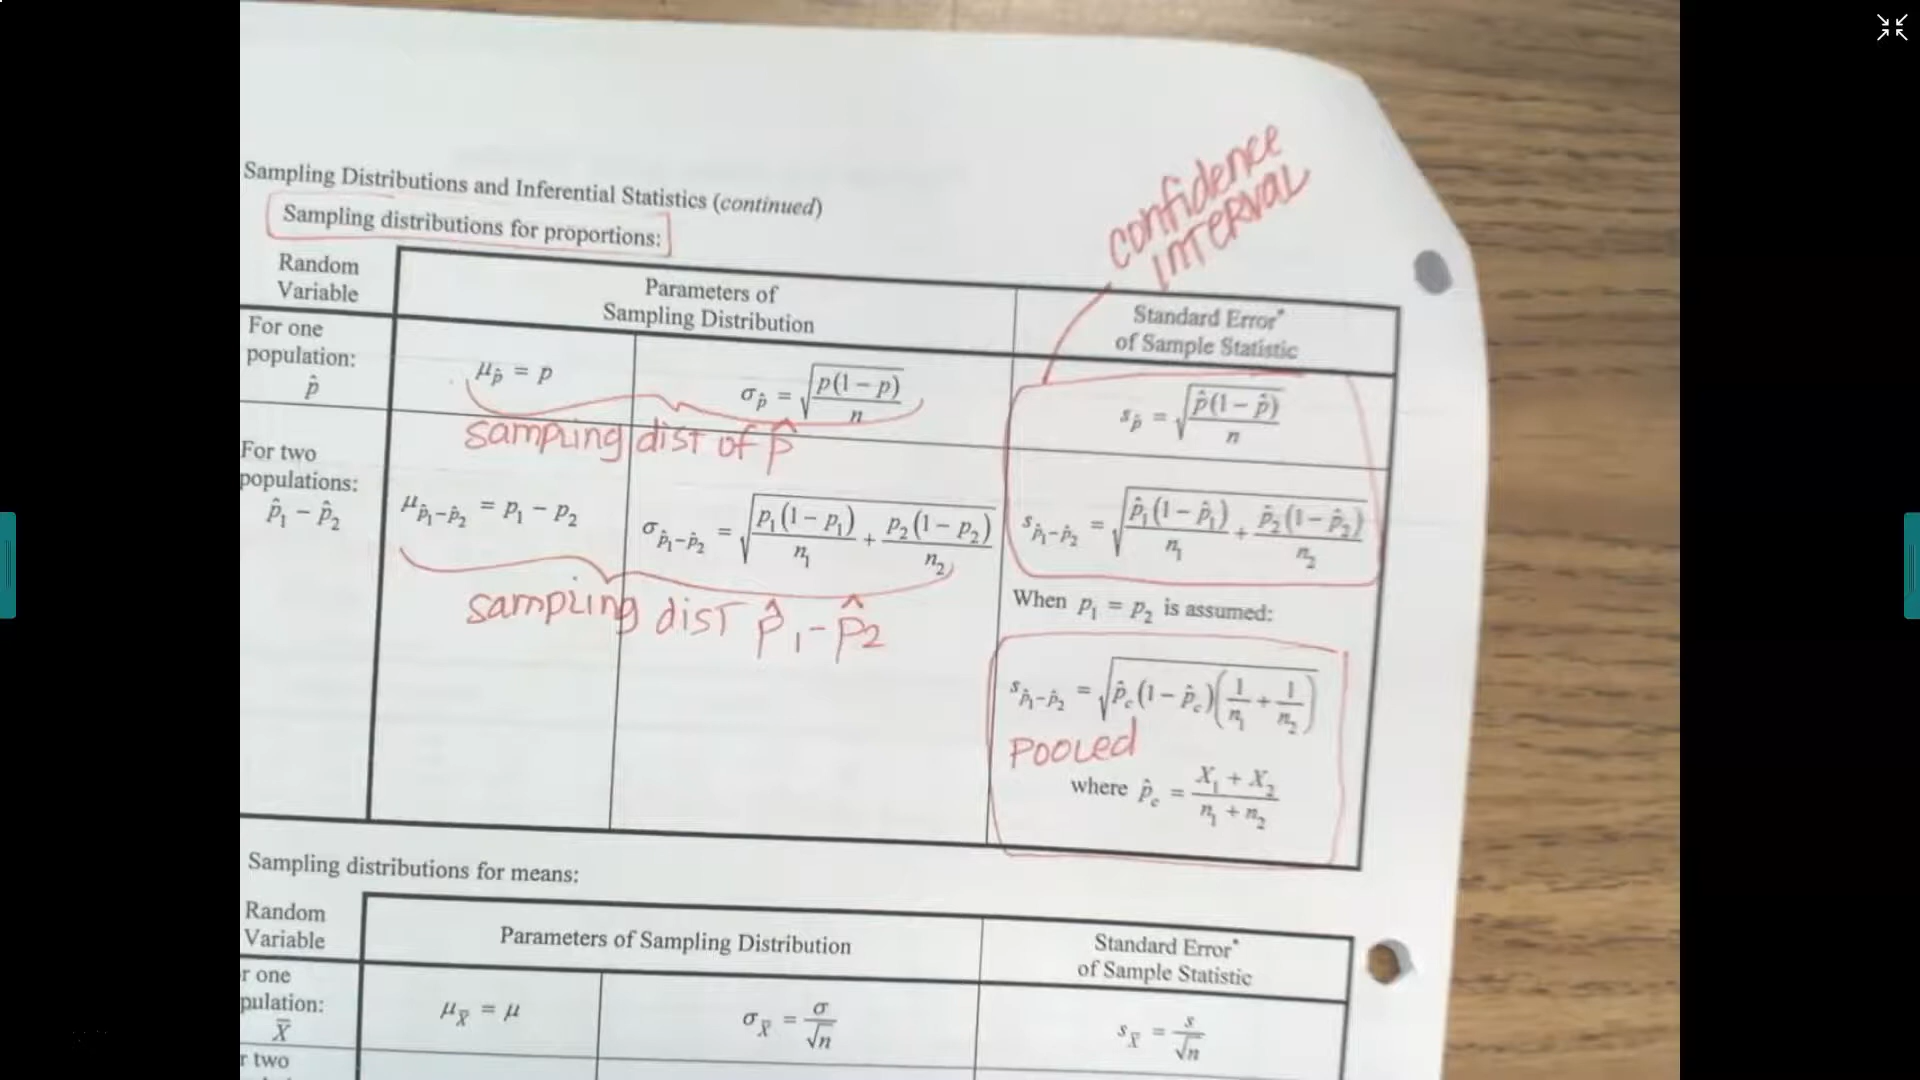 confidence
INTERVAL
Sampling Distributions and Inferential Statistics (continued)
Sampling distributions for proportions:
Random
Variable
Parameters of
Sampling Distribution
Standard Error*
of Sample Statistic
For one
population:
p̂
μ_p̂ = p
σ_p̂ = √(p(1 − p)/n)
s_p̂ = √(p̂(1 − p̂)/n)
sampling dist of p̂
For two
populations:
p̂₁ − p̂₂
μ_p̂₁−p̂₂ = p₁ − p₂
σ_p̂₁−p̂₂ = √(p₁(1 − p₁)/n₁ + p₂(1 − p₂)/n₂)
s_p̂₁−p̂₂ = √(p̂₁(1 − p̂₁)/n₁ + p̂₂(1 − p̂₂)/n₂)
sampling dist p̂₁ - p̂₂
When p₁ = p₂ is assumed:
s_p̂₁−p̂₂ = √(p̂_c(1 − p̂_c)(1/n₁ + 1/n₂))
POOLed
where p̂_c = (X₁ + X₂)/(n₁ + n₂)
Sampling distributions for means:
Random
Variable
Parameters of Sampling Distribution
Standard Error*
of Sample Statistic
r one
pulation:
X̄
μ_X̄ = μ
σ_X̄ = σ/√n
s_X̄ = s/√n
r two